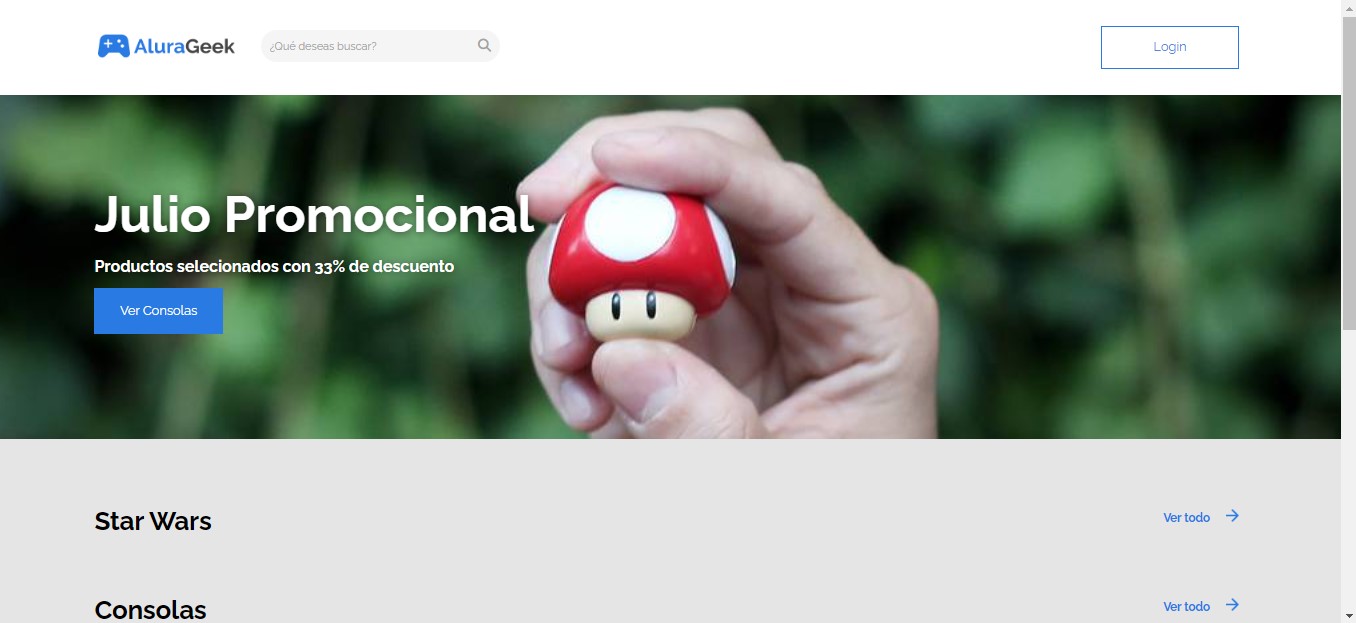 AluraGeek
¿Qué deseas buscar?
Login
Julio Promocional
Productos selecionados con 33% de descuento
Ver Consolas
Star Wars
Ver todo
Consolas
Ver todo